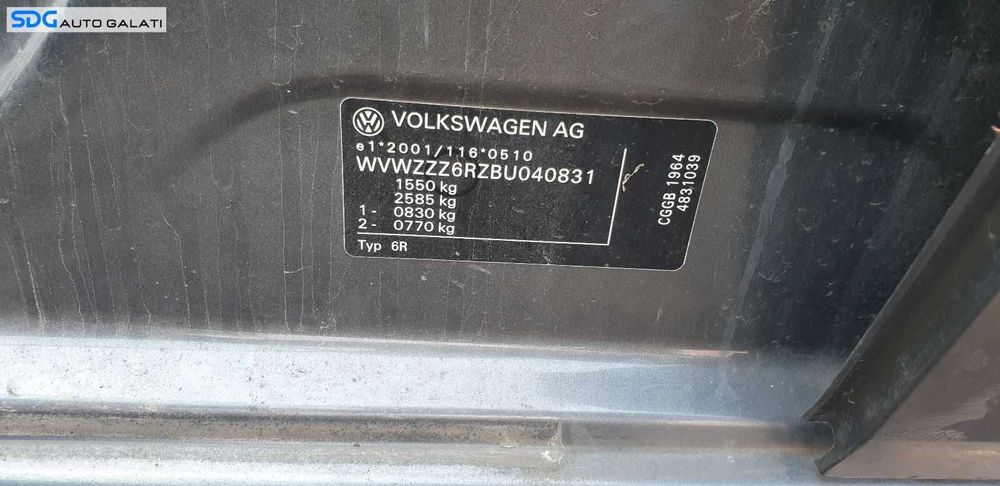 SDG AUTO GALATI
VOLKSWAGEN AG
e1*2001/116*0510
WVWZZZ6RZBU040831
1550 kg
2585 kg
1- 0830 kg
2- 0770 kg
Typ 6R
CGGB 1964
4831039